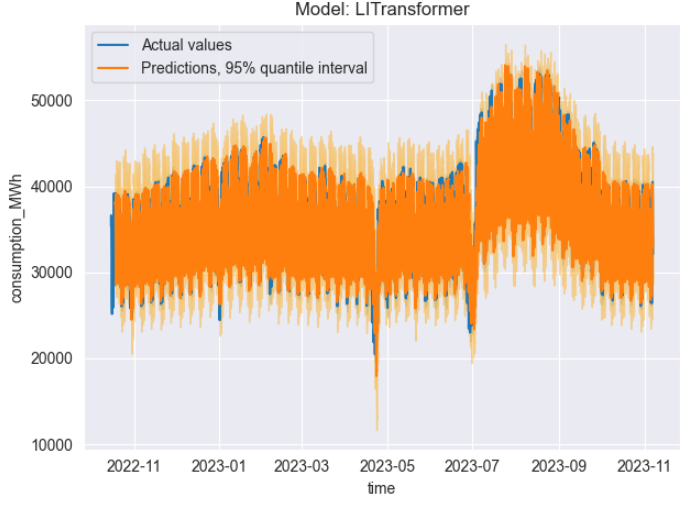 Model: LITransformer
Actual values
Predictions, 95% quantile interval
50000
40000
30000
20000
10000
consumption_MWh
2022-11 2023-01 2023-03 2023-05 2023-07 2023-09 2023-11
time